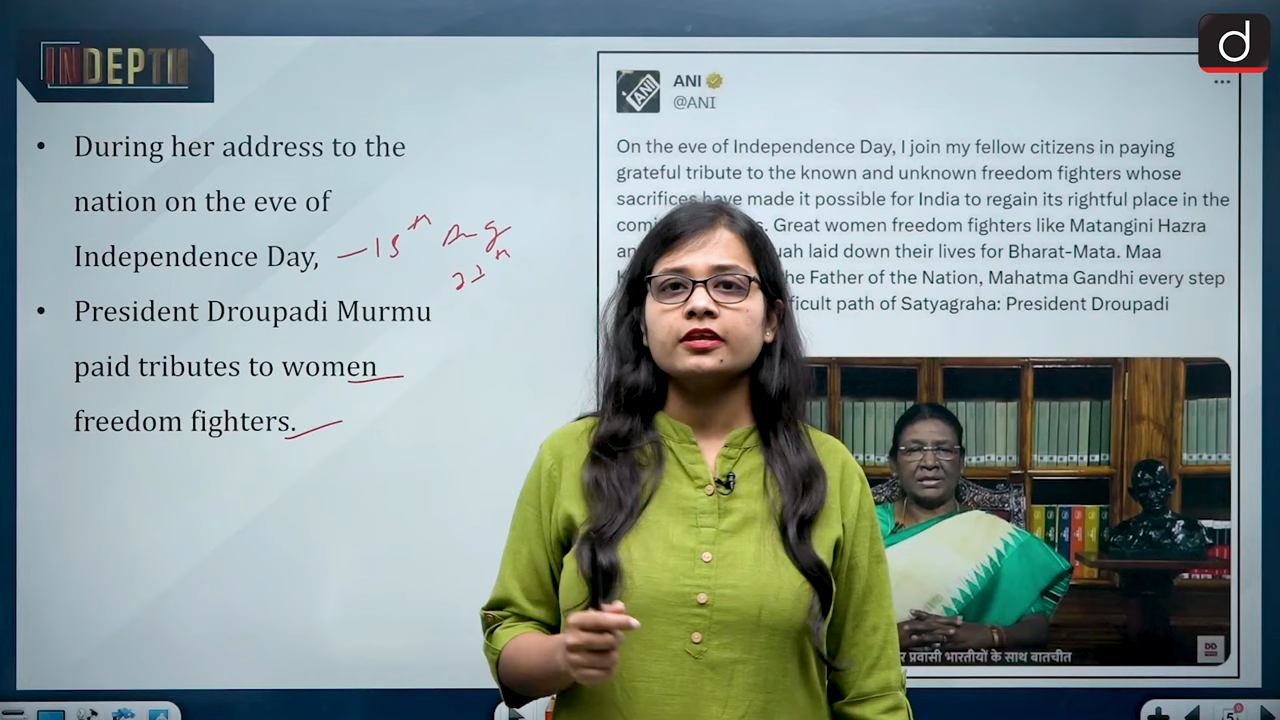 INDEPTH
d
During her address to the
nation on the eve of
Independence Day,
15th Aug
President Droupadi Murmu
paid tributes to women
freedom fighters.
ANI
ANI
@ANI
On the eve of Independence Day, I join my fellow citizens in paying
grateful tribute to the known and unknown freedom fighters whose
sacrifices have made it possible for India to regain its rightful place in the
Great women freedom fighters like Matangini Hazra
laid down their lives for Bharat-Mata. Maa
the Father of the Nation, Mahatma Gandhi every step
path of Satyagraha: President Droupadi
DD
प्रवासी भारतीयों के साथ बातचीत